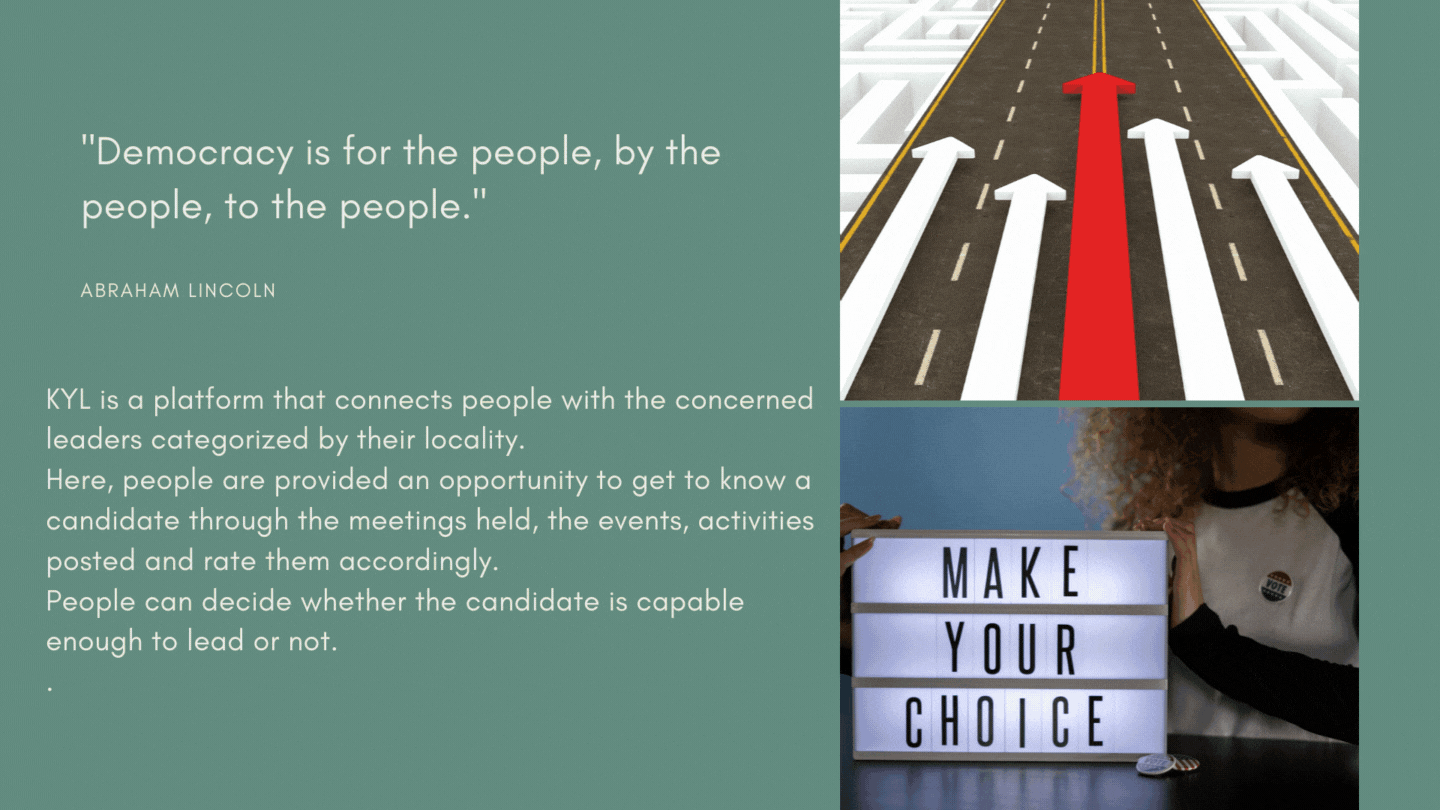 "Democracy is for the people, by the
people, to the people."
ABRAHAM LINCOLN
KYL is a platform that connects people with the concerned
leaders categorized by their locality.
Here, people are provided an opportunity to get to know a
candidate through the meetings held, the events, activities
posted and rate them accordingly.
People can decide whether the candidate is capable
enough to lead or not.
.
MAKE
YOUR
CHOICE
VOTE